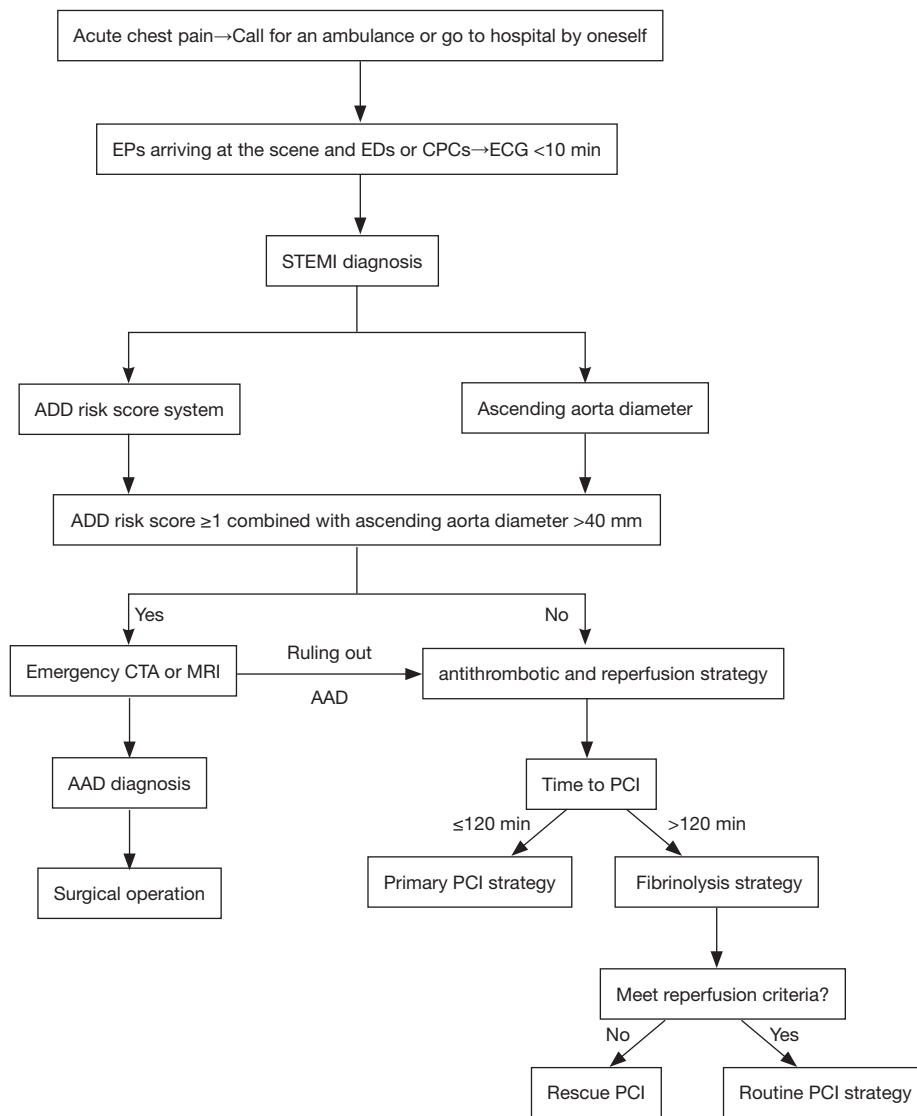 Acute chest pain→Call for an ambulance or go to hospital by oneself
EPs arriving at the scene and EDs or CPCs→ECG <10 min
STEMI diagnosis
ADD risk score system
Ascending aorta diameter
ADD risk score ≥1 combined with ascending aorta diameter >40 mm
Yes
No
Emergency CTA or MRI
Ruling out
AAD
antithrombotic and reperfusion strategy
AAD diagnosis
Time to PCI
≤120 min
>120 min
Surgical operation
Primary PCI strategy
Fibrinolysis strategy
Meet reperfusion criteria?
No
Yes
Rescue PCI
Routine PCI strategy